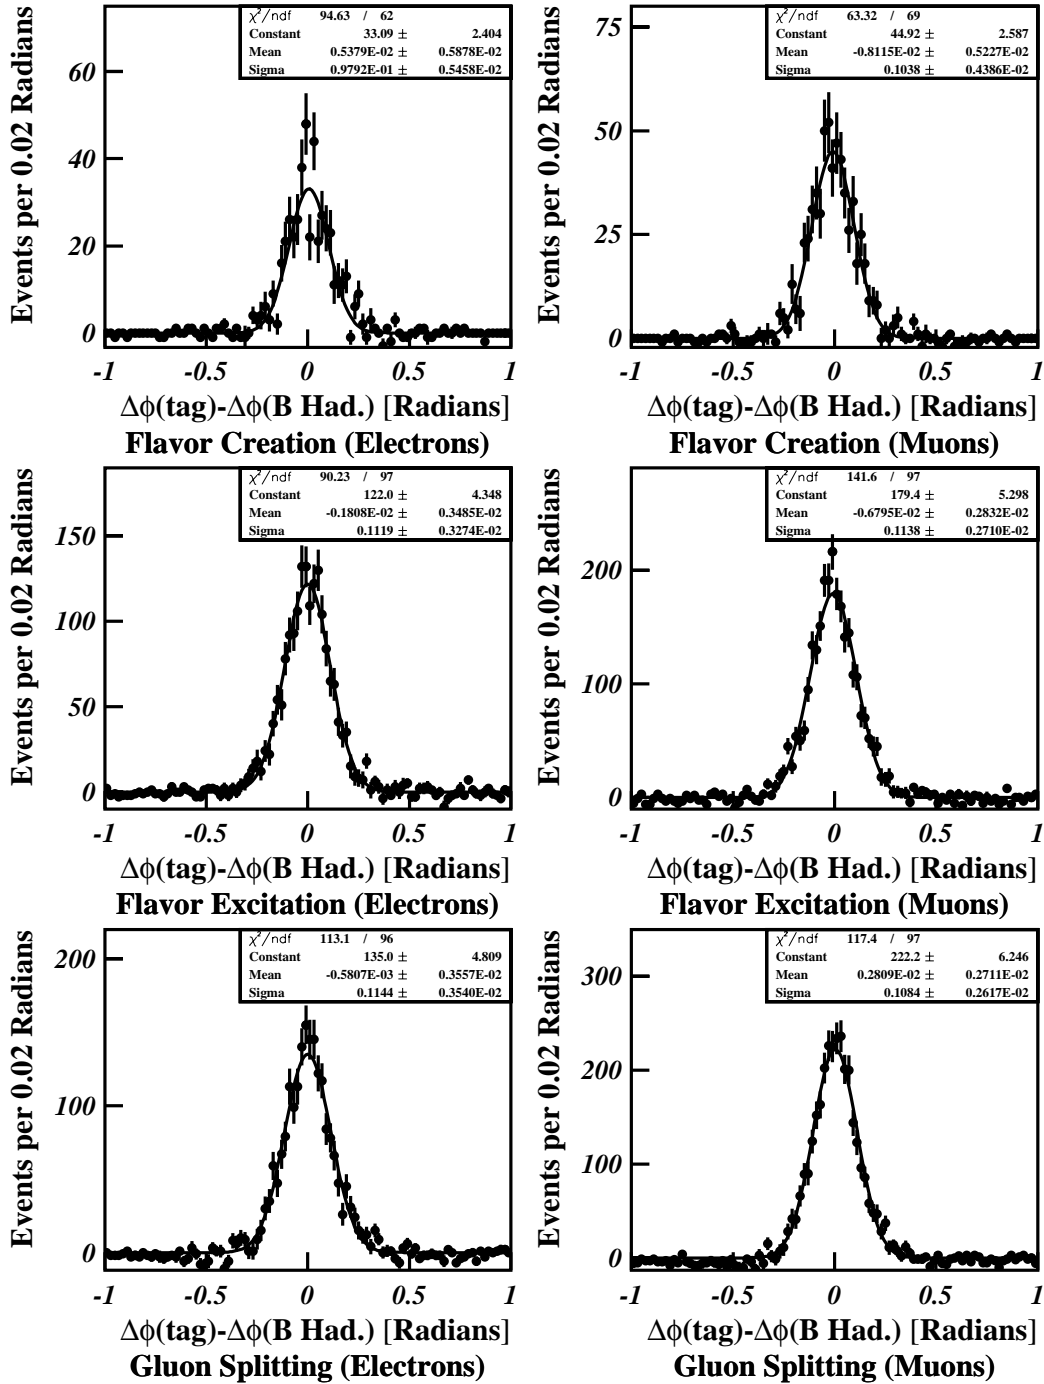 χ²/ndf 94.63 / 62
Constant 33.09 ± 2.404
Mean 0.5379E-02 ± 0.5878E-02
Sigma 0.9792E-01 ± 0.5458E-02
Events per 0.02 Radians
60
40
20
0
-1 -0.5 0 0.5 1
Δϕ(tag)-Δϕ(B Had.) [Radians]
Flavor Creation (Electrons)
χ²/ndf 63.32 / 69
Constant 44.92 ± 2.587
Mean -0.8115E-02 ± 0.5227E-02
Sigma 0.1038 ± 0.4386E-02
Events per 0.02 Radians
75
50
25
0
-1 -0.5 0 0.5 1
Δϕ(tag)-Δϕ(B Had.) [Radians]
Flavor Creation (Muons)
χ²/ndf 90.23 / 97
Constant 122.0 ± 4.348
Mean -0.1808E-02 ± 0.3485E-02
Sigma 0.1119 ± 0.3274E-02
Events per 0.02 Radians
150
100
50
0
-1 -0.5 0 0.5 1
Δϕ(tag)-Δϕ(B Had.) [Radians]
Flavor Excitation (Electrons)
χ²/ndf 141.6 / 97
Constant 179.4 ± 5.298
Mean -0.6795E-02 ± 0.2832E-02
Sigma 0.1138 ± 0.2710E-02
Events per 0.02 Radians
200
100
0
-1 -0.5 0 0.5 1
Δϕ(tag)-Δϕ(B Had.) [Radians]
Flavor Excitation (Muons)
χ²/ndf 113.1 / 96
Constant 135.0 ± 4.809
Mean -0.5807E-03 ± 0.3557E-02
Sigma 0.1144 ± 0.3540E-02
Events per 0.02 Radians
200
100
0
-1 -0.5 0 0.5 1
Δϕ(tag)-Δϕ(B Had.) [Radians]
Gluon Splitting (Electrons)
χ²/ndf 117.4 / 97
Constant 222.2 ± 6.246
Mean 0.2809E-02 ± 0.2711E-02
Sigma 0.1084 ± 0.2617E-02
Events per 0.02 Radians
300
200
100
0
-1 -0.5 0 0.5 1
Δϕ(tag)-Δϕ(B Had.) [Radians]
Gluon Splitting (Muons)